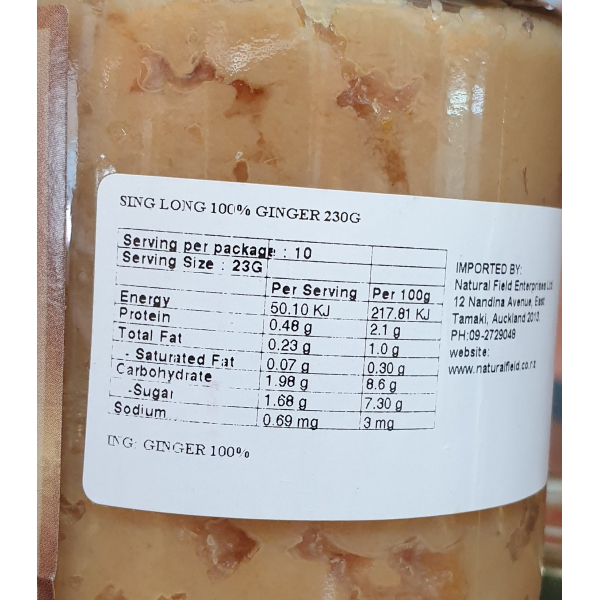 SING LONG 100% GINGER 230G
Serving per package : 10
Serving Size : 23G
Per Serving Per 100g
Energy 50.10 KJ 217.81 KJ
Protein 0.48 g 2.1 g
Total Fat 0.23 g 1.0 g
- Saturated Fat 0.07 g 0.30 g
Carbohydrate 1.98 g 8.6 g
-Sugar 1.68 g 7.30 g
Sodium 0.69 mg 3 mg
ING: GINGER 100%
IMPORTED BY:
Natural Field Enterprises Ltd
12 Nandina Avenue, East
Tamaki, Auckland 2013.
PH:09-2729048
website:
www.naturalfield.co.nz